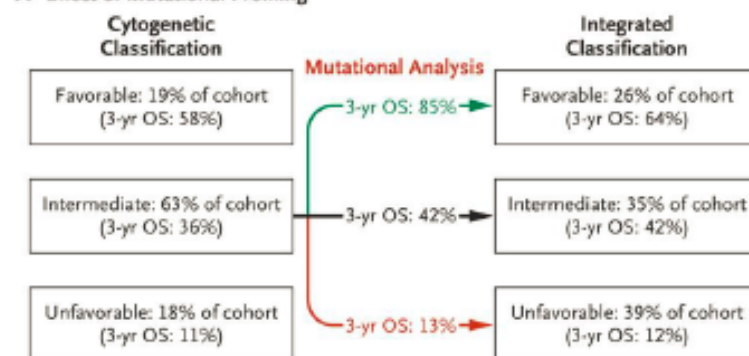 Cytogenetic
Classification
Integrated
Classification
Mutational Analysis
Favorable: 19% of cohort
(3-yr OS: 58%)
3-yr OS: 85%
Favorable: 26% of cohort
(3-yr OS: 64%)
Intermediate: 63% of cohort
(3-yr OS: 36%)
3-yr OS: 42%
Intermediate: 35% of cohort
(3-yr OS: 42%)
Unfavorable: 18% of cohort
(3-yr OS: 11%)
3-yr OS: 13%
Unfavorable: 39% of cohort
(3-yr OS: 12%)